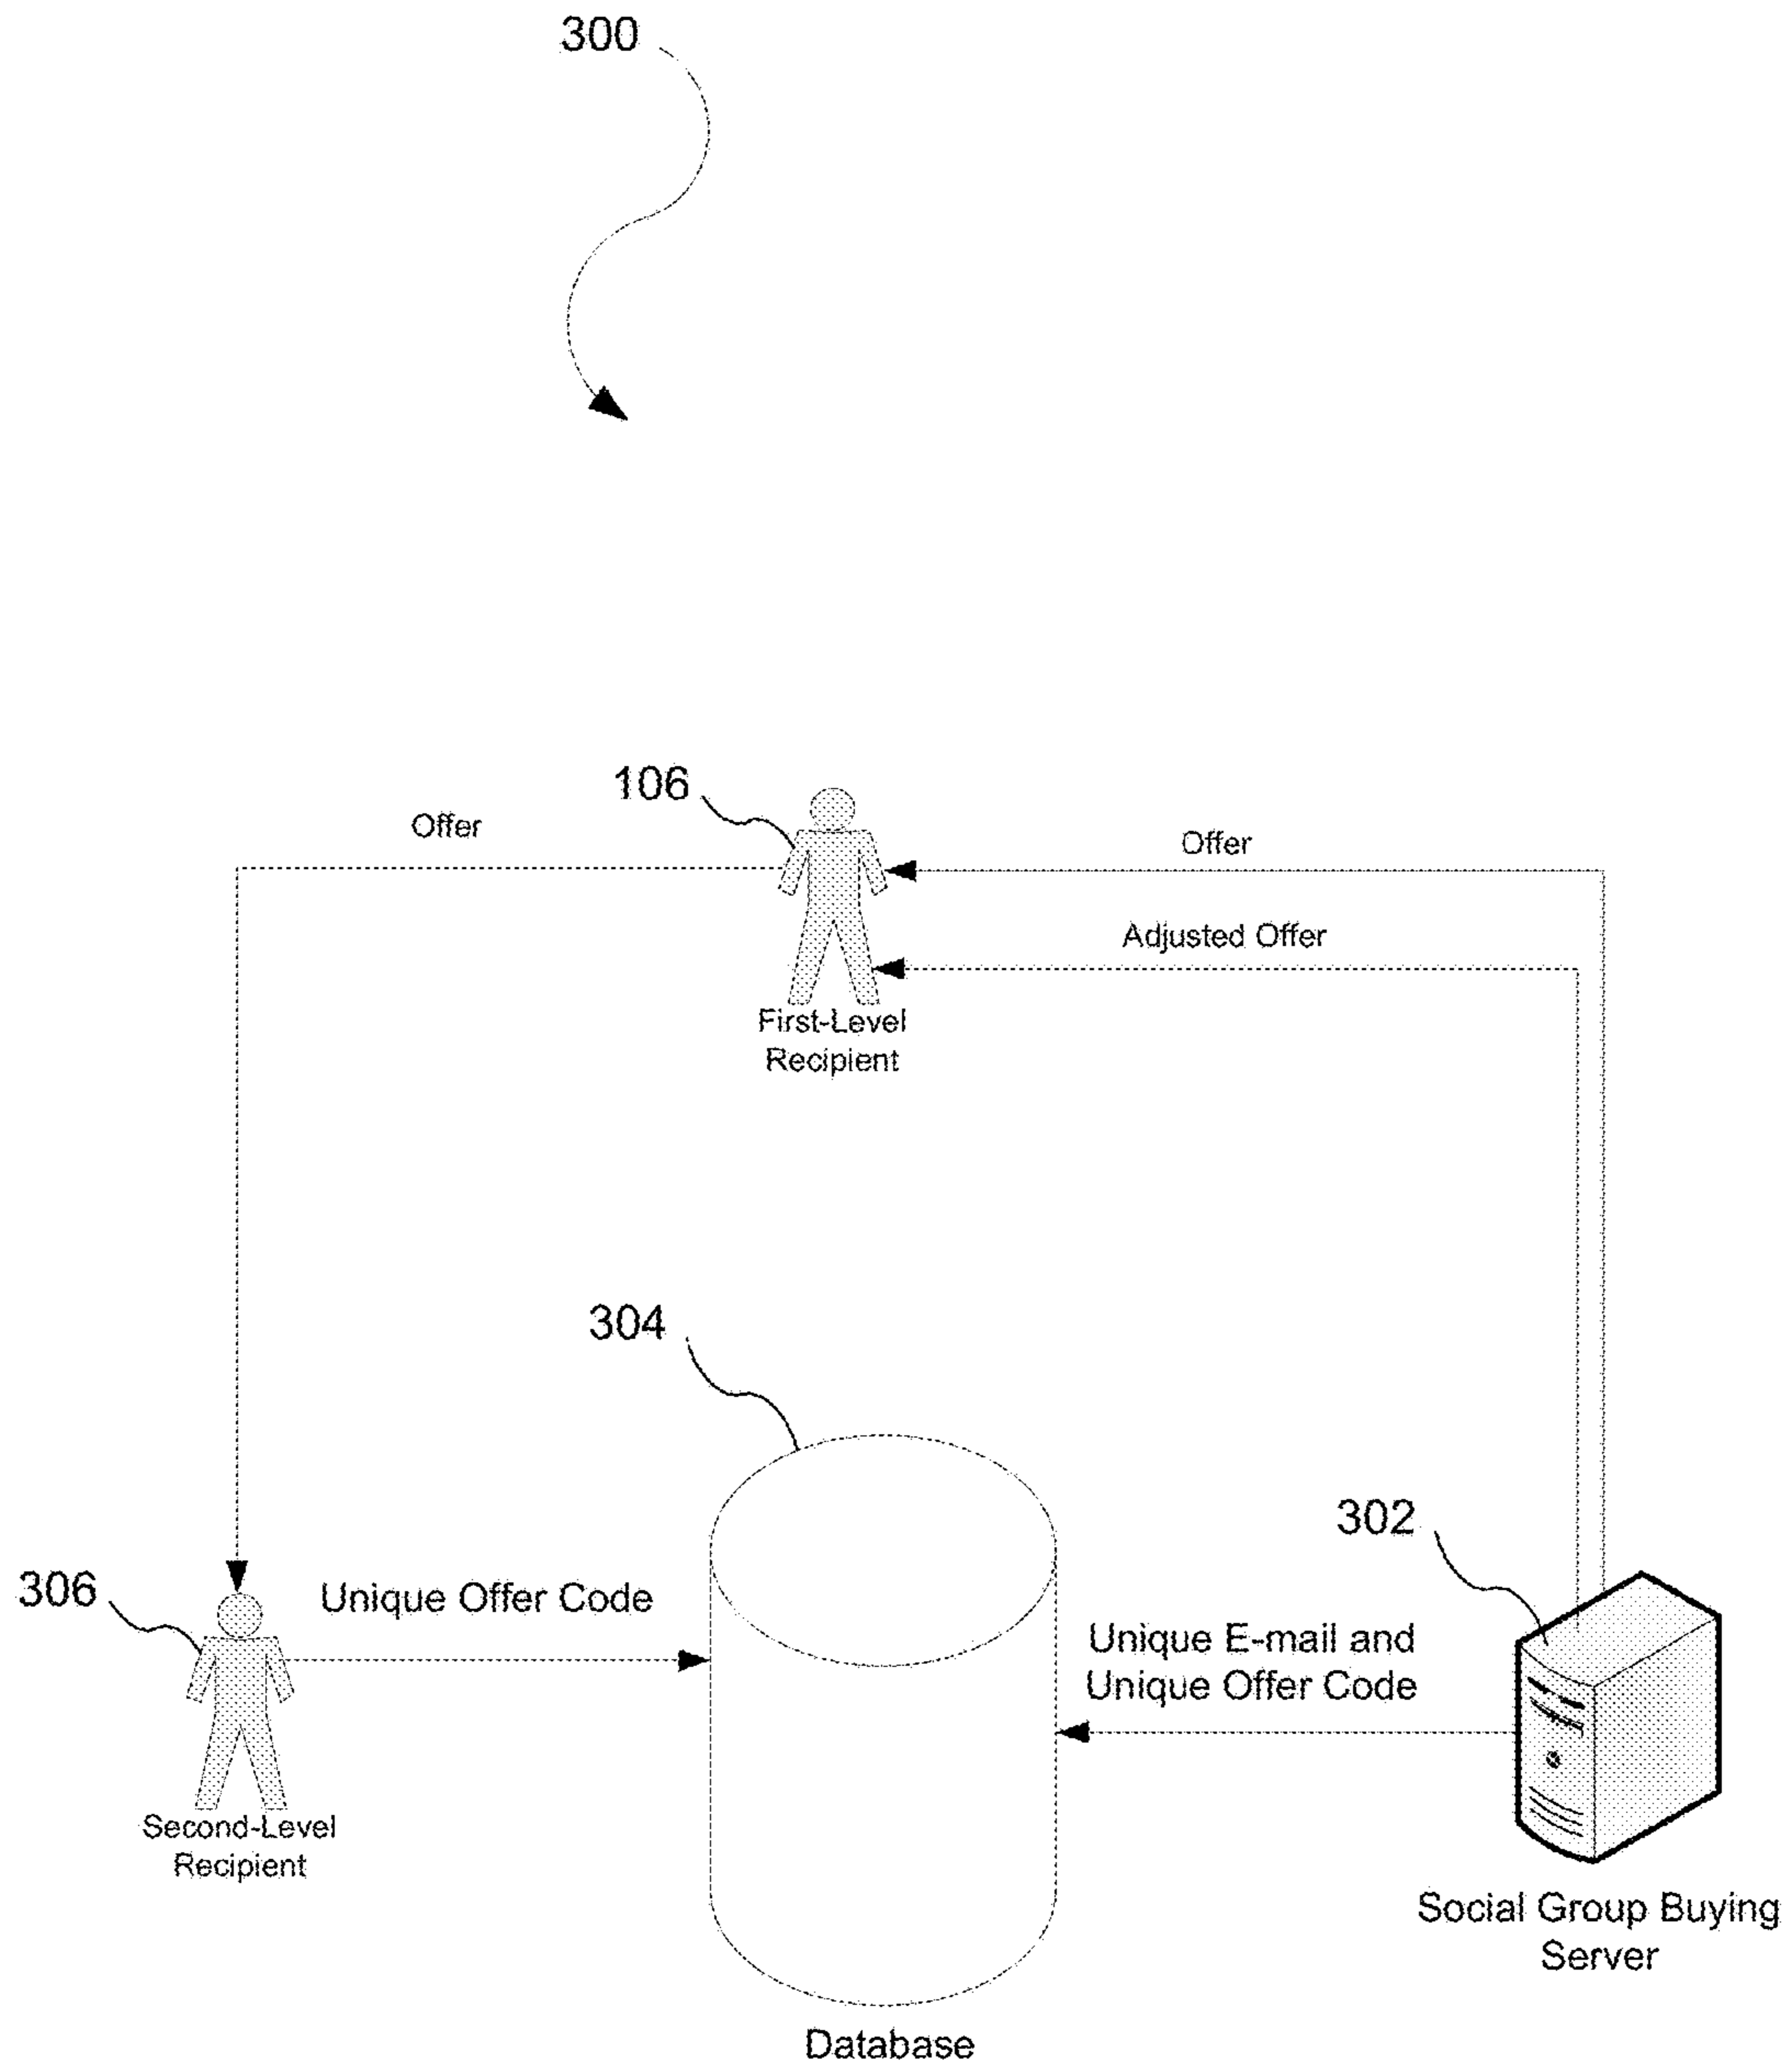 300
106
Offer
Offer
Adjusted Offer
First-Level
Recipient
304
302
306
Unique Offer Code
Unique E-mail and
Unique Offer Code
Second-Level
Recipient
Social Group Buying
Server
Database